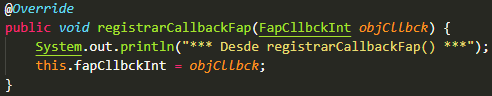 @Override
public void registrarCallbackFap(FapCllbckInt objCllbck) {
System.out.println("*** Desde registrarCallbackFap() ***");
this.fapCllbckInt = objCllbck;
}